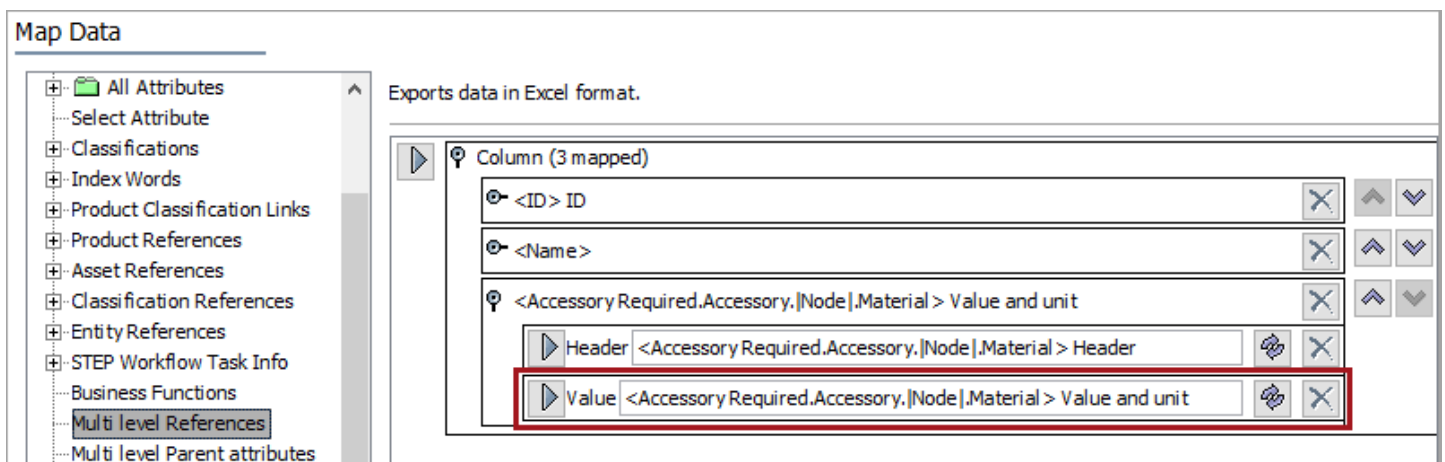 Map Data
All Attributes
Select Attribute
Classifications
Index Words
Product Classification Links
Product References
Asset References
Classification References
Entity References
STEP Workflow Task Info
Business Functions
Multi level References
Multi level Parent attributes
Exports data in Excel format.
Column (3 mapped)
<ID> ID
<Name>
<Accessory Required.Accessory.|Node|.Material> Value and unit
Header <Accessory Required.Accessory.|Node|.Material> Header
Value <Accessory Required.Accessory.|Node|.Material> Value and unit